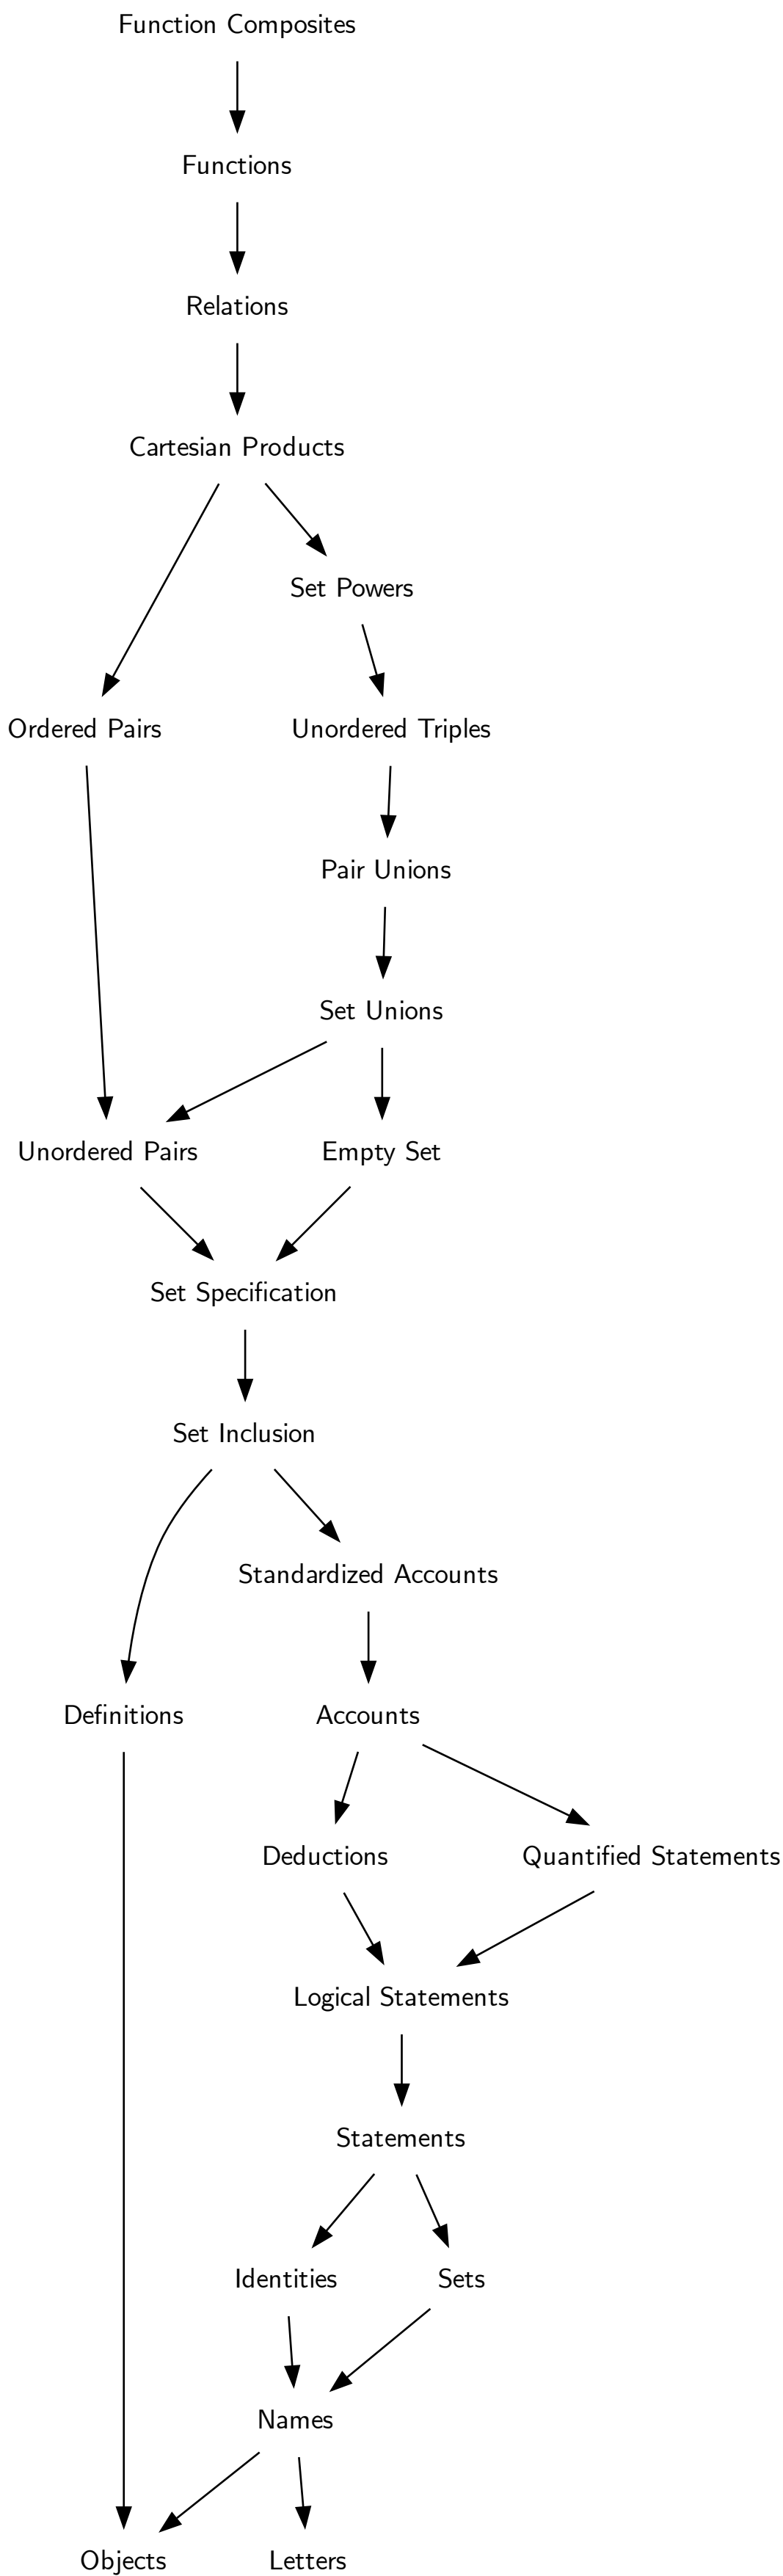 Function Composites
Functions
Relations
Cartesian Products
Set Powers
Ordered Pairs
Unordered Triples
Pair Unions
Set Unions
Unordered Pairs
Empty Set
Set Specification
Set Inclusion
Standardized Accounts
Definitions
Accounts
Deductions
Quantified Statements
Logical Statements
Statements
Identities
Sets
Names
Objects
Letters